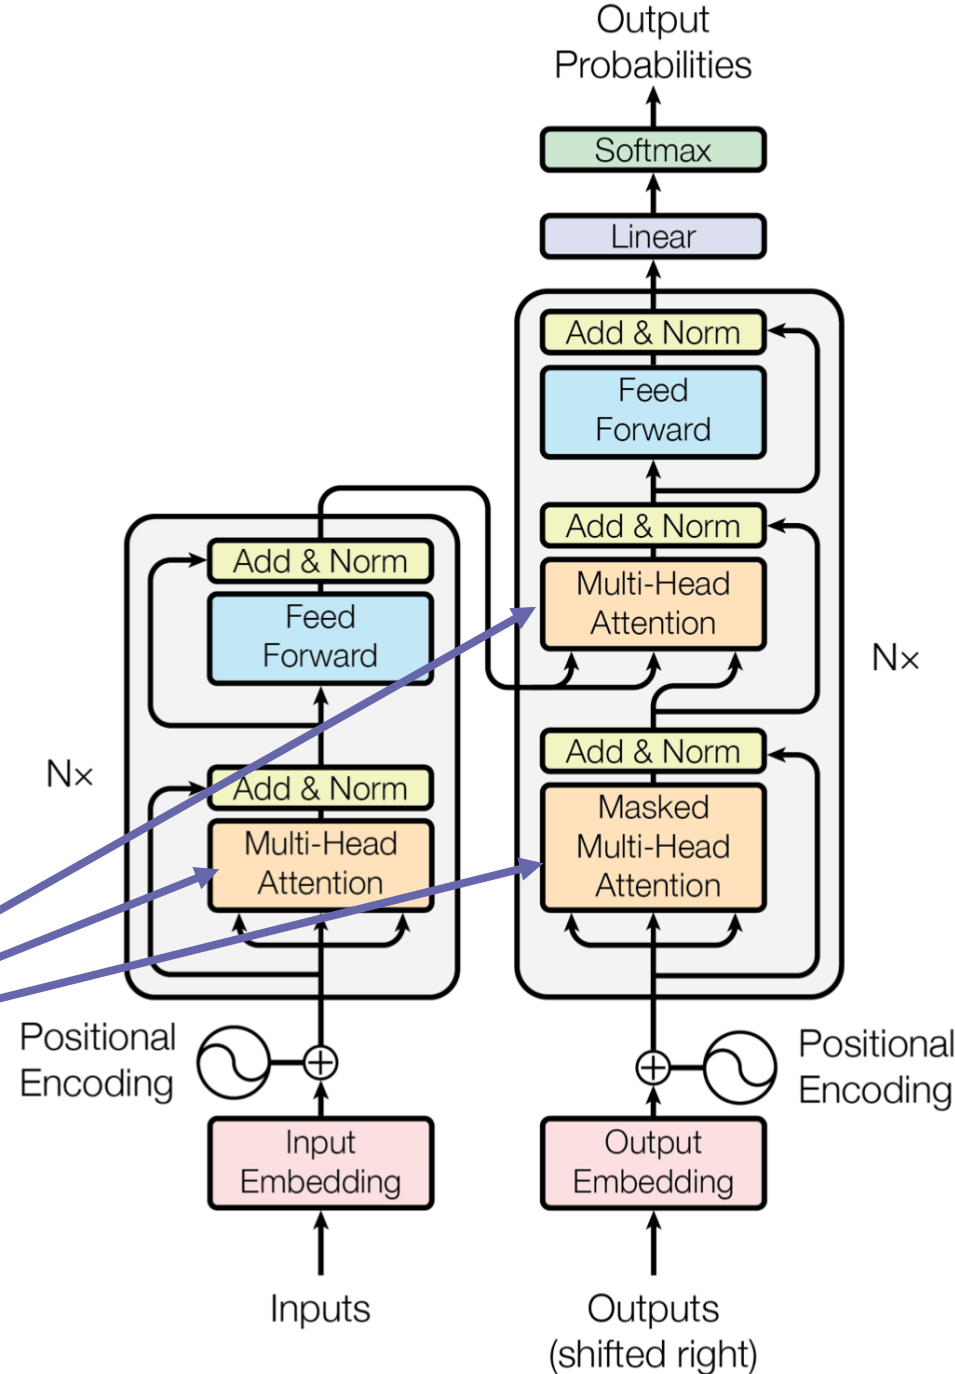 Output
Probabilities
Softmax
Linear
Add & Norm
Feed
Forward
Add & Norm
Multi-Head
Attention
Nx
Add & Norm
Masked
Multi-Head
Attention
Add & Norm
Feed
Forward
Nx
Add & Norm
Multi-Head
Attention
Positional
Encoding
Positional
Encoding
Input
Embedding
Output
Embedding
Inputs
Outputs
(shifted right)